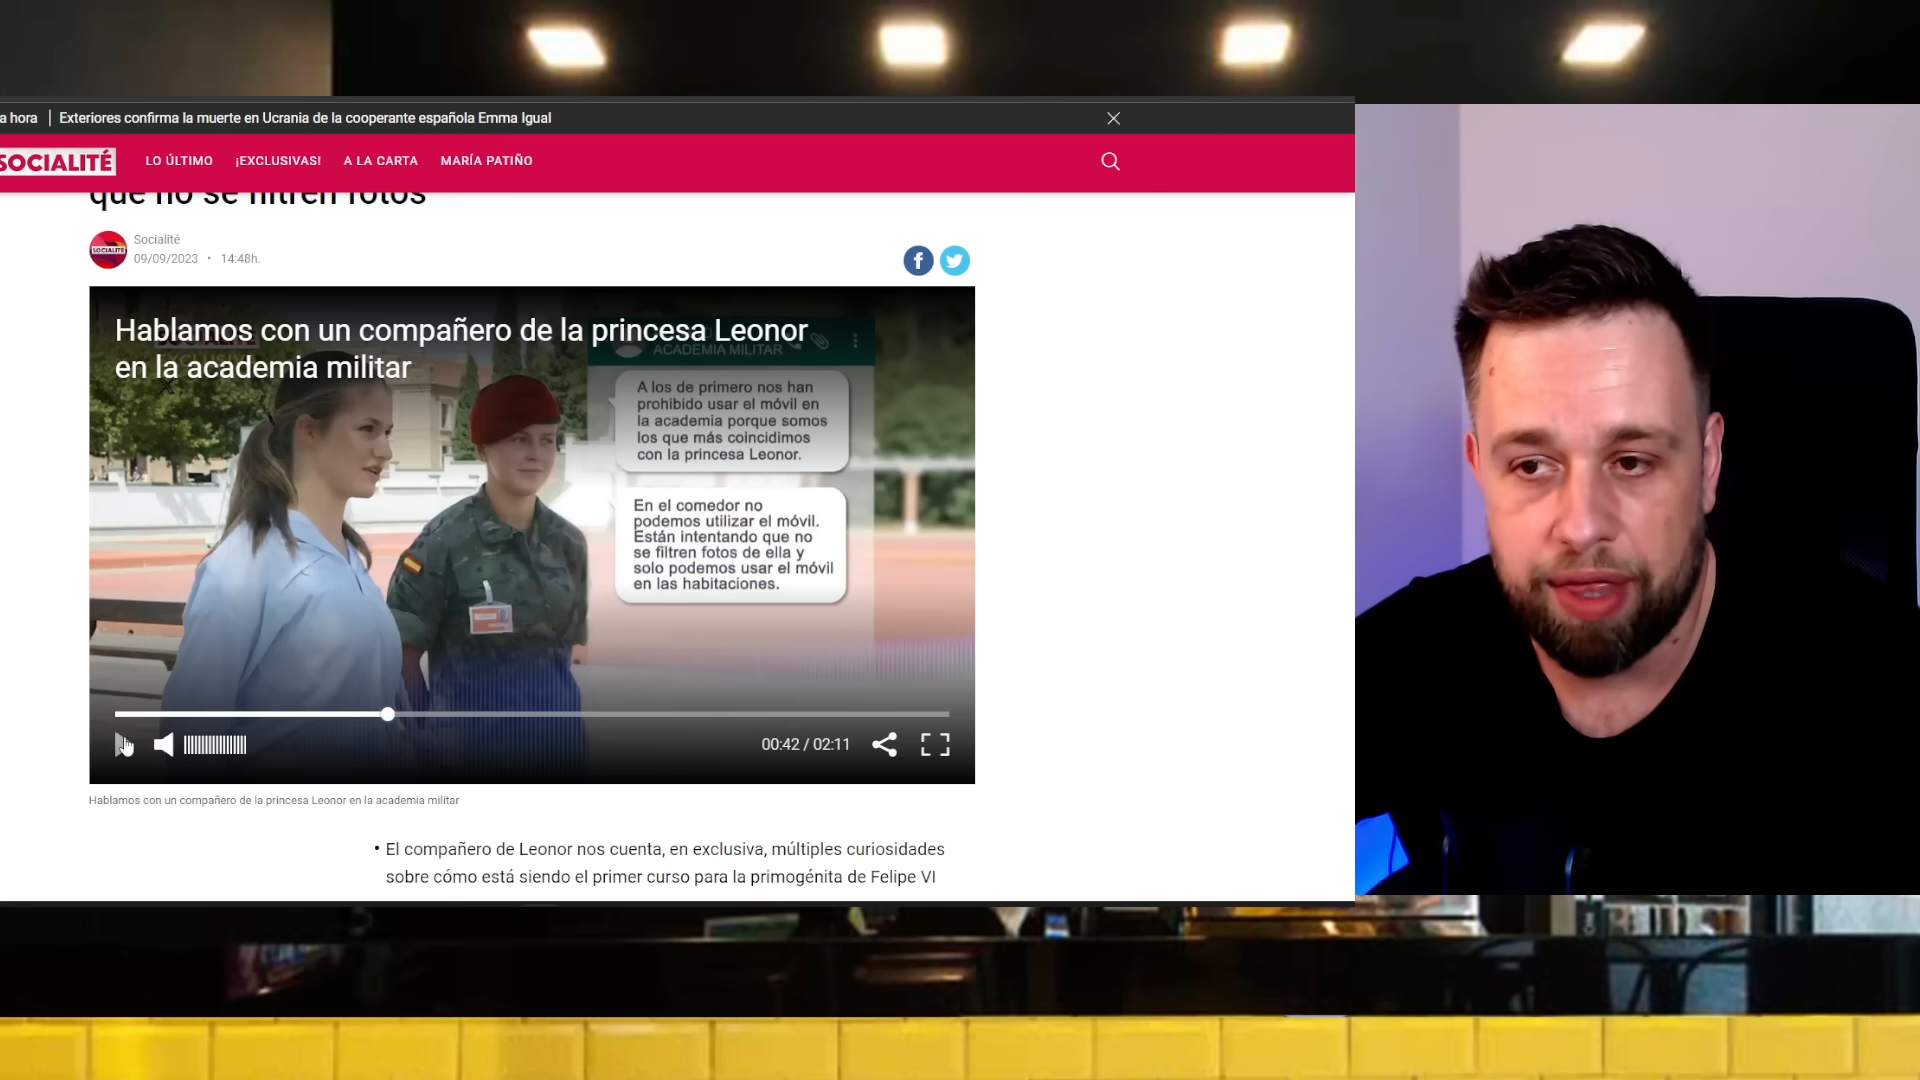 a hora | Exteriores confirma la muerte en Ucrania de la cooperante española Emma Igual
SOCIALITÉ LO ÚLTIMO ¡EXCLUSIVAS! A LA CARTA MARÍA PATIÑO
que no se filtren fotos
SOCIALITÉ
Socialité
09/09/2023 • 14:48h.
Hablamos con un compañero de la princesa Leonor
en la academia militar
ACADEMIA MILITAR
A los de primero nos han
prohibido usar el móvil en
la academia porque somos
los que más coincidimos
con la princesa Leonor.
En el comedor no
podemos utilizar el móvil.
Están intentando que no
se filtren fotos de ella y
solo podemos usar el móvil
en las habitaciones.
00:42 / 02:11
Hablamos con un compañero de la princesa Leonor en la academia militar
• El compañero de Leonor nos cuenta, en exclusiva, múltiples curiosidades
sobre cómo está siendo el primer curso para la primogénita de Felipe VI